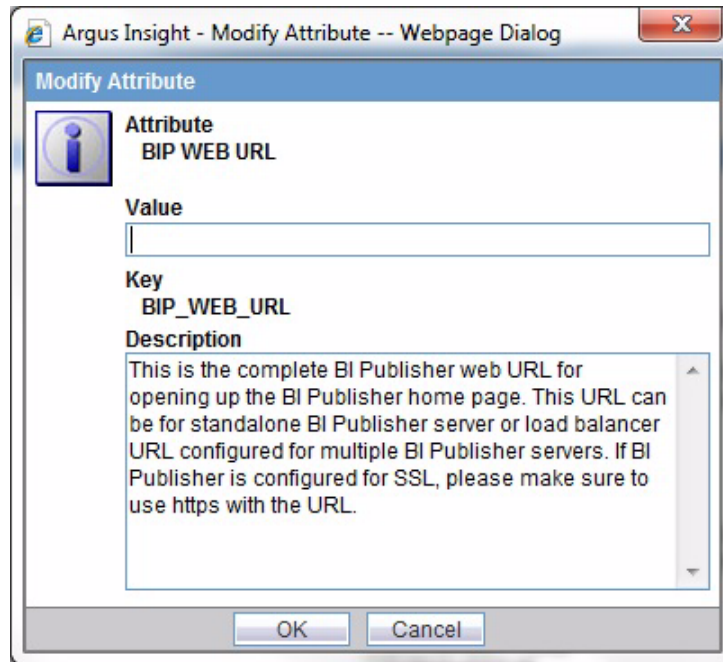 Argus Insight - Modify Attribute -- Webpage Dialog
Modify Attribute
Attribute
BIP WEB URL
Value
Key
BIP_WEB_URL
Description
This is the complete BI Publisher web URL for
opening up the BI Publisher home page. This URL can
be for standalone BI Publisher server or load balancer
URL configured for multiple BI Publisher servers. If BI
Publisher is configured for SSL, please make sure to
use https with the URL.
OK Cancel